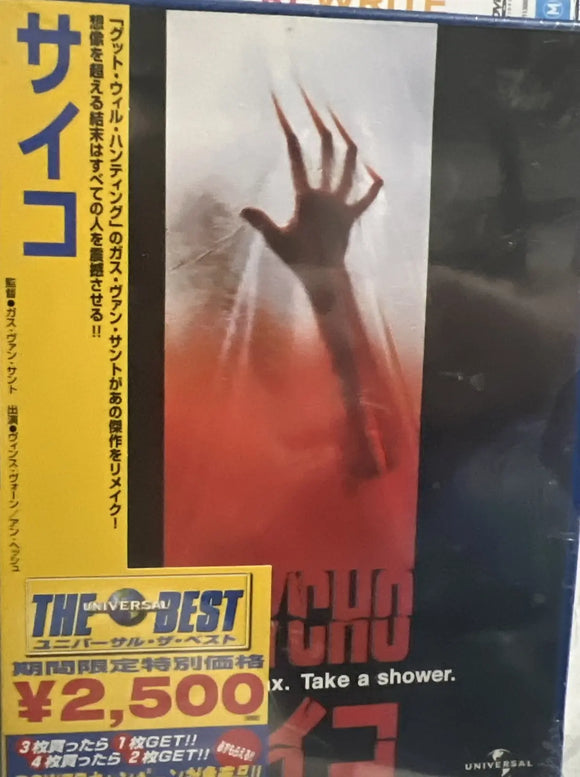 WRITE
サイコ
「グット・ウィル・ハンティング」のガス・ヴァン・サントがあの傑作をリメイク！
想像を超える結末はすべての人を震撼させる!!
監督●ガス・ヴァン・サント 出演●ヴィンス・ヴォーン/アン・ヘッシュ
THE UNIVERSAL BEST
ユニバーサル・ザ・ベスト
期間限定特別価格
¥2,500
3枚買ったら1枚GET!!
4枚買ったら2枚GET!!
Take a shower.
イコ
UNIVERSAL